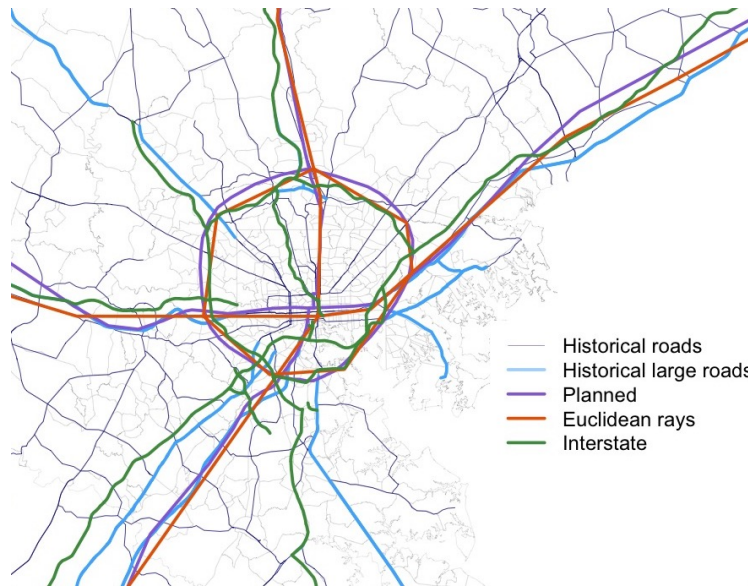 Historical roads
Historical large roads
Planned
Euclidean rays
Interstate